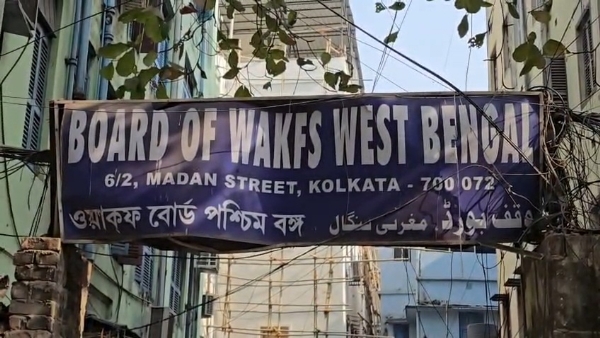 BOARD OF WAKFS WEST BENGAL
6/2, MADAN STREET, KOLKATA - 700 072
ওয়াক্‌ফ বোর্ড পশ্চিম বঙ্গ وقف بورڈ مغربی بنگال